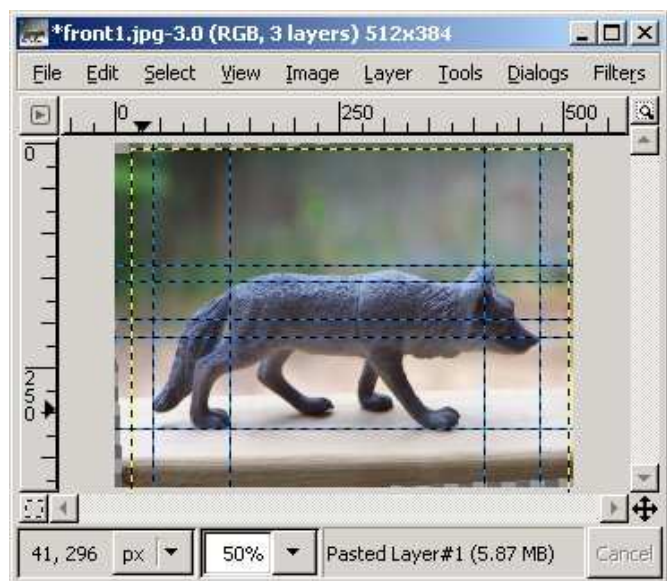 *front1.jpg-3.0 (RGB, 3 layers) 512x384
File Edit Select View Image Layer Tools Dialogs Filters
0 250 500
0
250
41, 296 px 50% Pasted Layer#1 (5.87 MB) Cancel